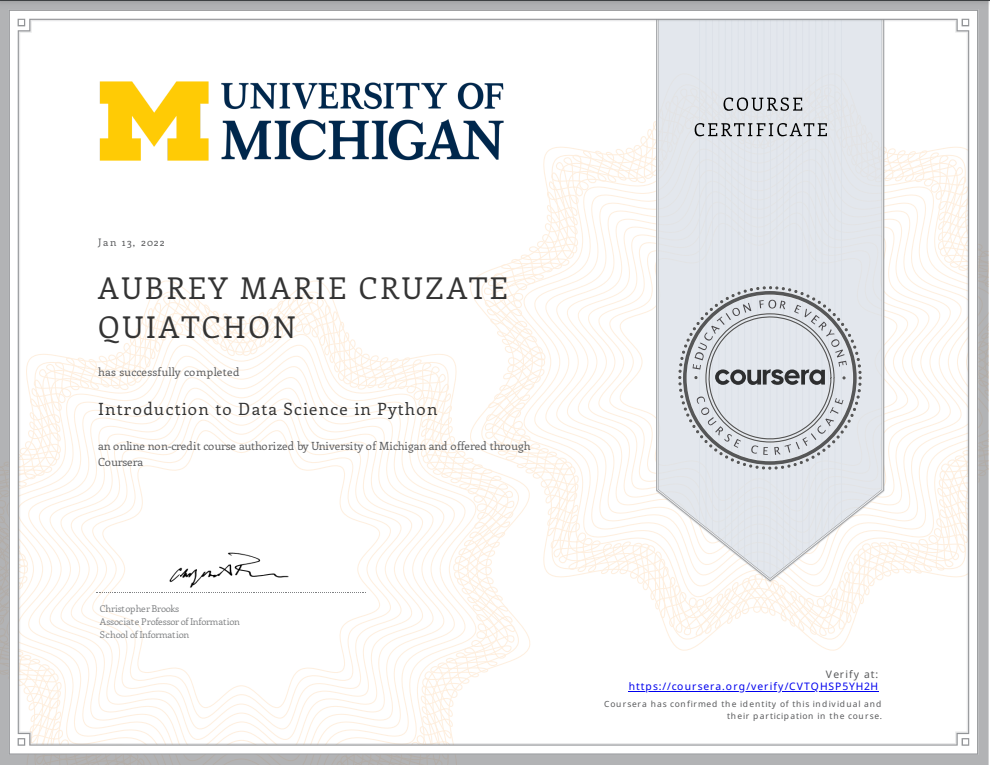 UNIVERSITY OF
MICHIGAN
COURSE
CERTIFICATE
Jan 13, 2022
AUBREY MARIE CRUZATE
QUIATCHON
has successfully completed
Introduction to Data Science in Python
an online non-credit course authorized by University of Michigan and offered through
Coursera
EDUCATION FOR EVERYONE
coursera
COURSE CERTIFICATE
Christopher Brooks
Associate Professor of Information
School of Information
Verify at:
https://coursera.org/verify/CVTQHSP5YH2H
Coursera has confirmed the identity of this individual and
their participation in the course.